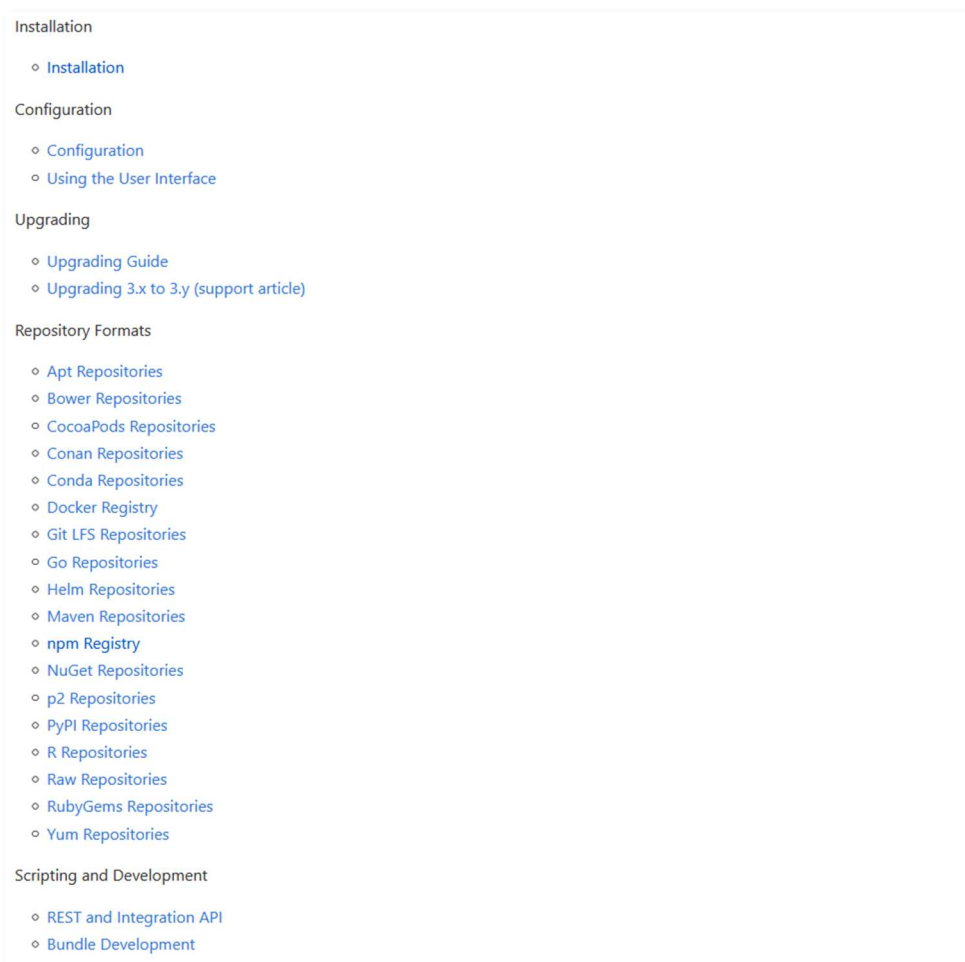 Installation
Installation
Configuration
Configuration
Using the User Interface
Upgrading
Upgrading Guide
Upgrading 3.x to 3.y (support article)
Repository Formats
Apt Repositories
Bower Repositories
CocoaPods Repositories
Conan Repositories
Conda Repositories
Docker Registry
Git LFS Repositories
Go Repositories
Helm Repositories
Maven Repositories
npm Registry
NuGet Repositories
p2 Repositories
PyPI Repositories
R Repositories
Raw Repositories
RubyGems Repositories
Yum Repositories
Scripting and Development
REST and Integration API
Bundle Development